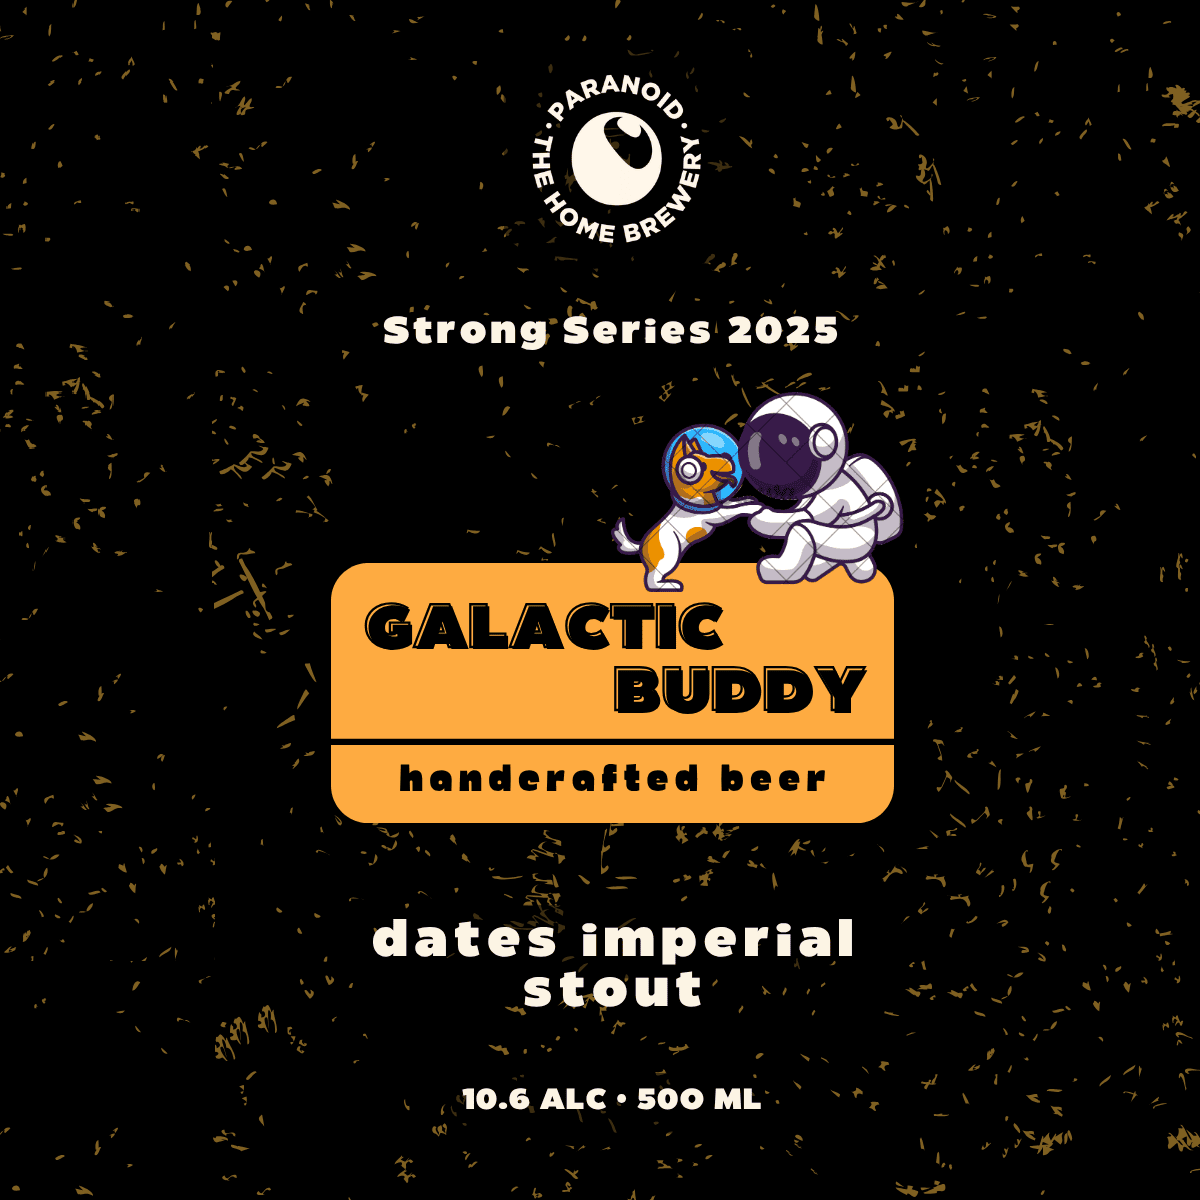 • PARANOID •
THE HOME BREWERY
Strong Series 2025
GALACTIC
BUDDY
handcrafted beer
dates imperial
stout
10.6 ALC • 500 ML